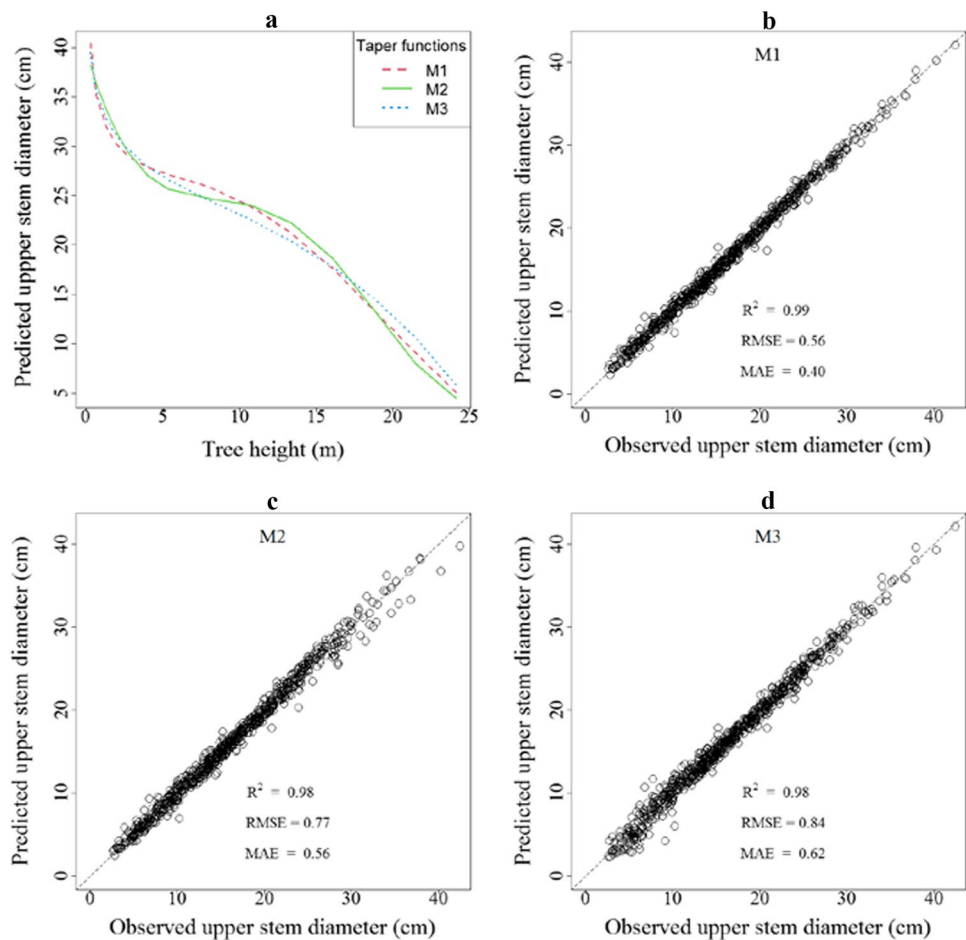 a
Predicted upppper stem diameter (cm)
40
35
30
25
20
15
10
5
0
5
10
15
20
25
Tree height (m)
Taper functions
M1
M2
M3
b
M1
Predicted upper stem diameter (cm)
40
30
20
10
0
0
10
20
30
40
R² = 0.99
RMSE = 0.56
MAE = 0.40
Observed upper stem diameter (cm)
c
M2
Predicted upper stem diameter (cm)
40
30
20
10
0
0
10
20
30
40
R² = 0.98
RMSE = 0.77
MAE = 0.56
Observed upper stem diameter (cm)
d
M3
Predicted upper stem diameter (cm)
40
30
20
10
0
0
10
20
30
40
R² = 0.98
RMSE = 0.84
MAE = 0.62
Observed upper stem diameter (cm)